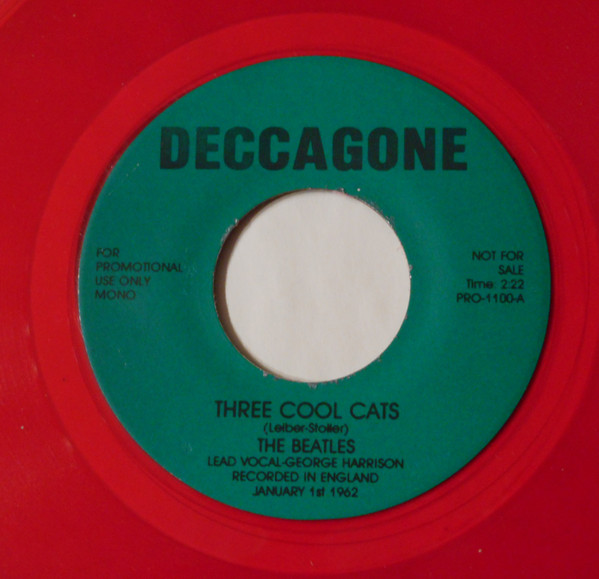 DECCAGONE
FOR
PROMOTIONAL
USE ONLY
MONO
NOT FOR
SALE
Time: 2:22
PRO-1100-A
THREE COOL CATS
(Leiber-Stoller)
THE BEATLES
LEAD VOCAL-GEORGE HARRISON
RECORDED IN ENGLAND
JANUARY 1st 1962